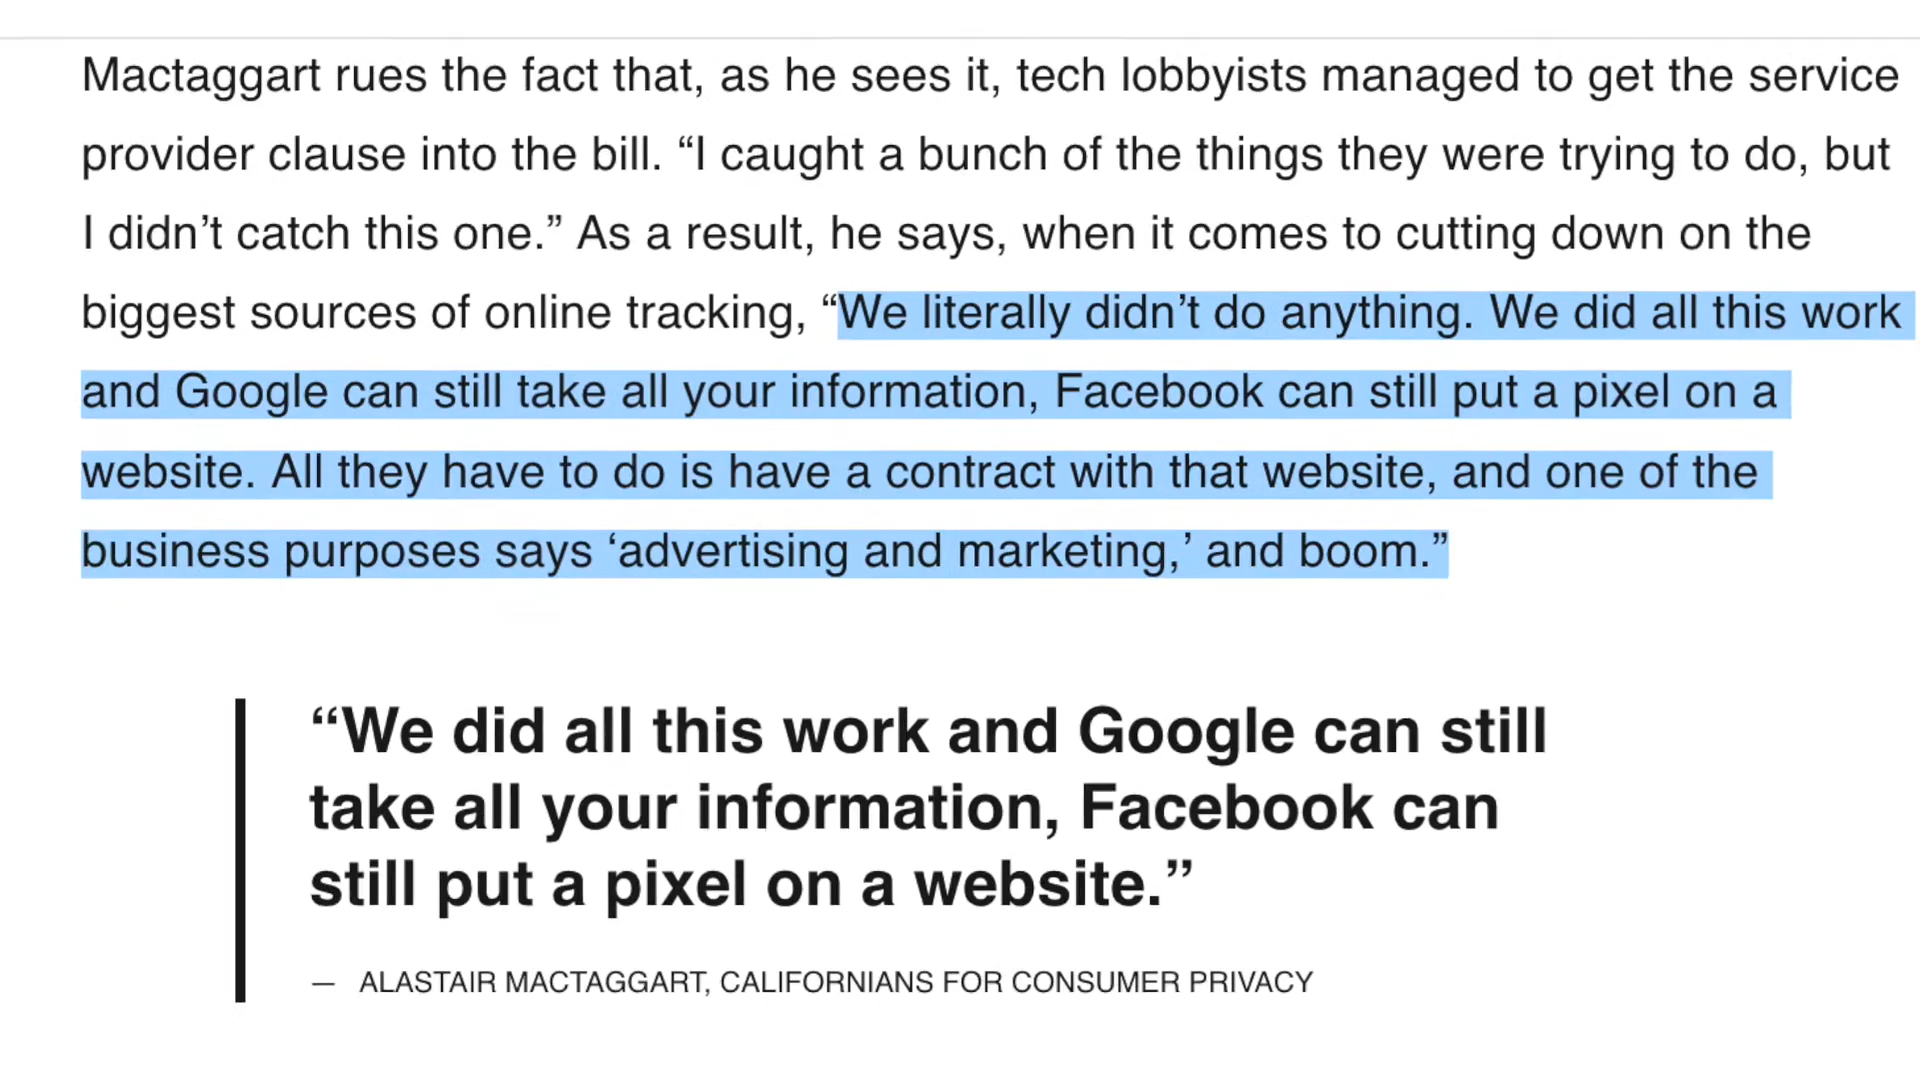 Mactaggart rues the fact that, as he sees it, tech lobbyists managed to get the service
provider clause into the bill. “I caught a bunch of the things they were trying to do, but
I didn’t catch this one.” As a result, he says, when it comes to cutting down on the
biggest sources of online tracking, “We literally didn’t do anything. We did all this work
and Google can still take all your information, Facebook can still put a pixel on a
website. All they have to do is have a contract with that website, and one of the
business purposes says ‘advertising and marketing,’ and boom.”
“We did all this work and Google can still
take all your information, Facebook can
still put a pixel on a website.”
— ALASTAIR MACTAGGART, CALIFORNIANS FOR CONSUMER PRIVACY